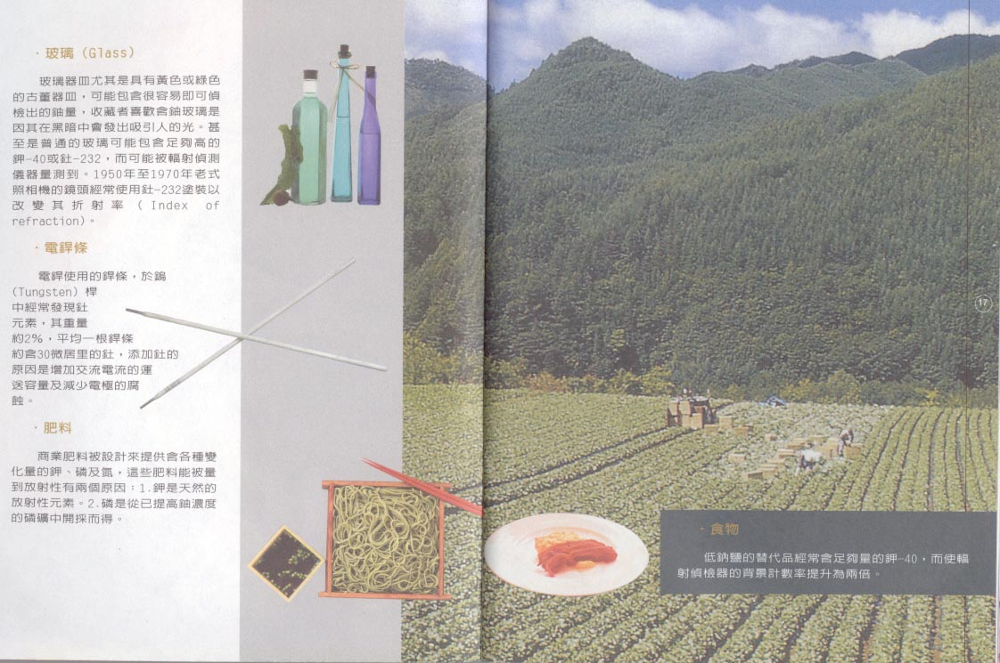 ·玻璃（Glass）
玻璃器皿尤其是具有黃色或綠色
的古董器皿，可能包含很容易即可偵
檢出的鈾量，收藏者喜歡含鈾玻璃是
因其在黑暗中會發出吸引人的光。甚
至是普通的玻璃可能包含足夠高的
鉀-40或釷-232，而可能被輻射偵測
儀器量測到。1950年至1970年老式
照相機的鏡頭經常使用釷-232塗裝以
改變其折射率（Index of
refraction）。
·電銲條
電銲使用的銲條，於鎢
（Tungsten）桿
中經常發現釷
元素，其重量
約2%，平均一根銲條
約含30微居里的釷，添加釷的
原因是增加交流電流的運
送容量及減少電極的腐
蝕。
·肥料
商業肥料被設計來提供含各種變
化量的鉀、磷及氮，這些肥料能被量
到放射性有兩個原因：1.鉀是天然的
放射性元素。2.磷是從已提高鈾濃度
的磷礦中開採而得。
17
·食物
低鈉鹽的替代品經常含足夠量的鉀-40，而使輻
射偵檢器的背景計數率提升為兩倍。